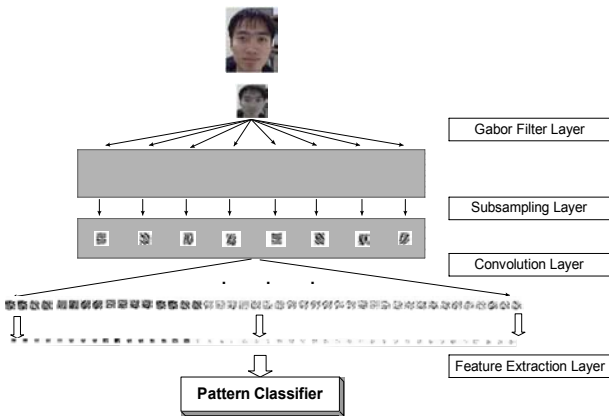 Gabor Filter Layer
Subsampling Layer
Convolution Layer
Feature Extraction Layer
Pattern Classifier